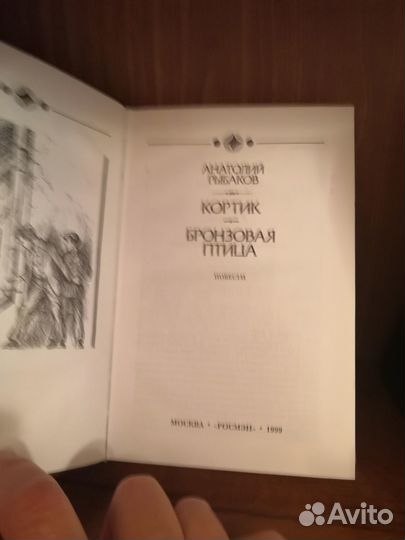 АНАТОЛИЙ
РЫБАКОВ
КОРТИК
БРОНЗОВАЯ
ПТИЦА
ПОВЕСТИ
МОСКВА • «РОСМЭН» • 1999
Avito